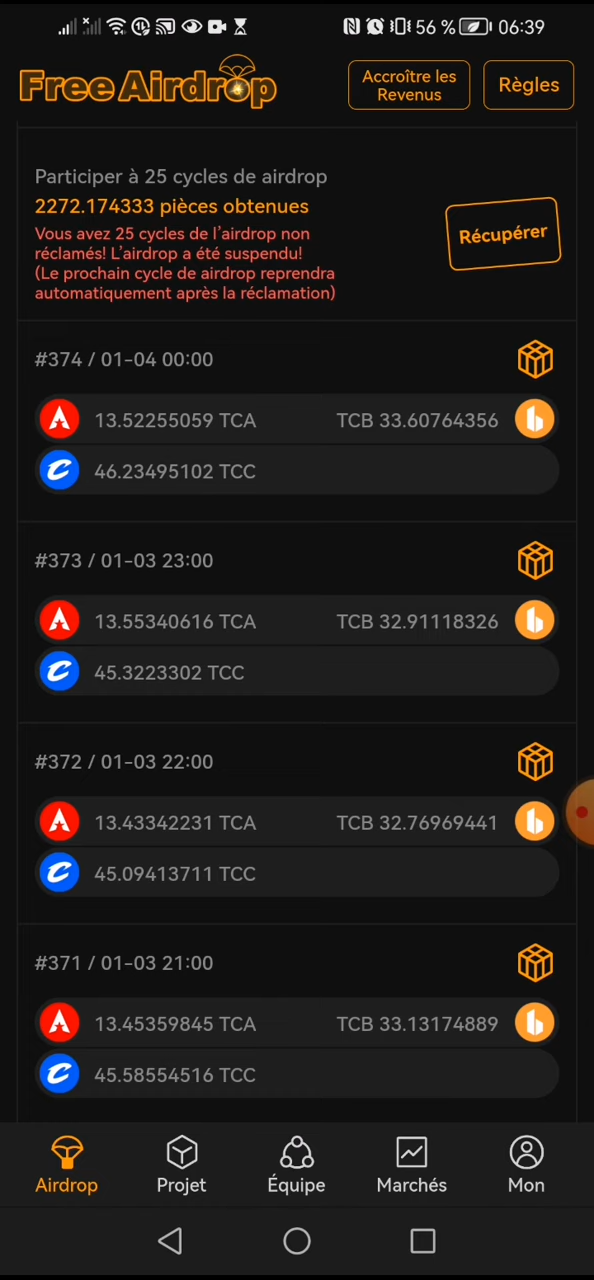 56 % 06:39
Free Airdrop
Accroître les
Revenus
Règles
Participer à 25 cycles de airdrop
2272.174333 pièces obtenues
Vous avez 25 cycles de l'airdrop non
réclamés! L'airdrop a été suspendu!
(Le prochain cycle de airdrop reprendra
automatiquement après la réclamation)
Récupérer
#374 / 01-04 00:00
13.52255059 TCA TCB 33.60764356
46.23495102 TCC
#373 / 01-03 23:00
13.55340616 TCA TCB 32.91118326
45.3223302 TCC
#372 / 01-03 22:00
13.43342231 TCA TCB 32.76969441
45.09413711 TCC
#371 / 01-03 21:00
13.45359845 TCA TCB 33.13174889
45.58554516 TCC
Airdrop Projet Équipe Marchés Mon